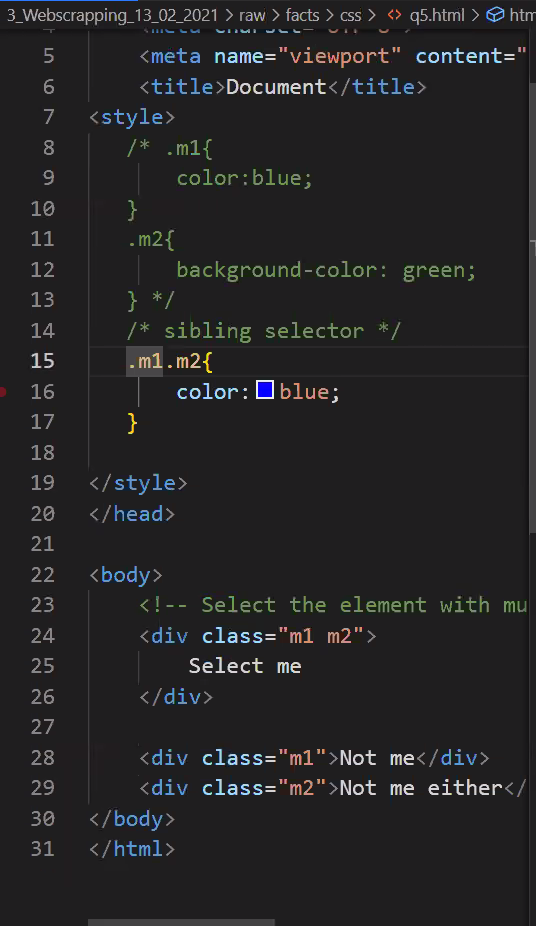 3_Webscrapping_13_02_2021 > raw > facts > css > <> q5.html > htm
4 <meta charset="UTF-8">
5 <meta name="viewport" content="
6 <title>Document</title>
7 <style>
8 /* .m1{
9 color:blue;
10 }
11 .m2{
12 background-color: green;
13 } */
14 /* sibling selector */
15 .m1.m2{
16 color: blue;
17 }
18
19 </style>
20 </head>
21
22 <body>
23 <!-- Select the element with mu
24 <div class="m1 m2">
25 Select me
26 </div>
27
28 <div class="m1">Not me</div>
29 <div class="m2">Not me either</
30 </body>
31 </html>